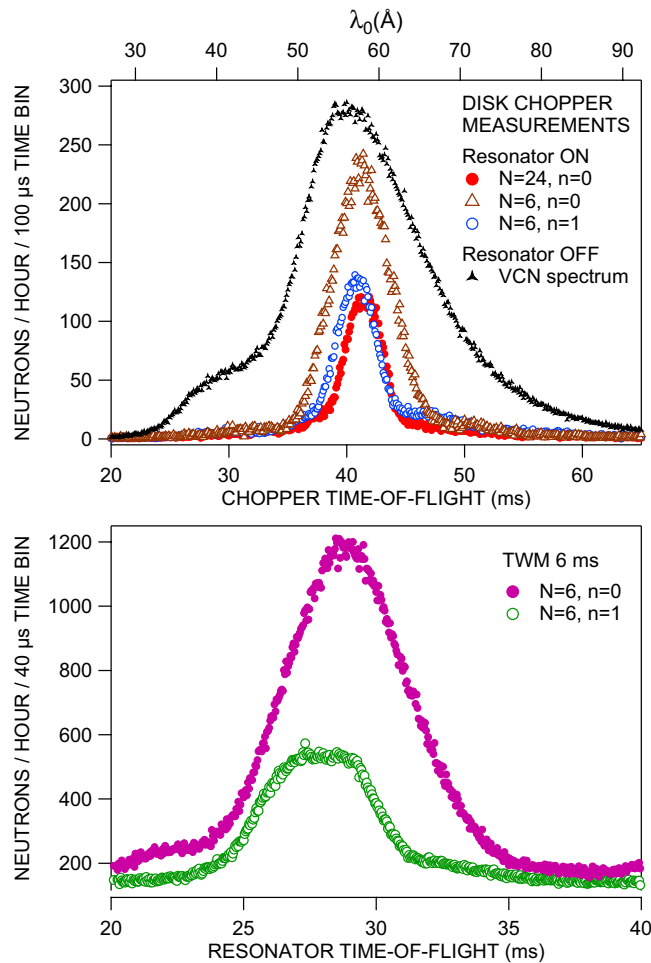 λ0(Å)
30 40 50 60 70 80 90
300
250
200
150
100
50
0
NEUTRONS / HOUR / 100 µs TIME BIN
DISK CHOPPER
MEASUREMENTS
Resonator ON
N=24, n=0
N=6, n=0
N=6, n=1
Resonator OFF
VCN spectrum
20 30 40 50 60
CHOPPER TIME-OF-FLIGHT (ms)
1200
1000
800
600
400
200
NEUTRONS / HOUR / 40 µs TIME BIN
TWM 6 ms
N=6, n=0
N=6, n=1
20 25 30 35 40
RESONATOR TIME-OF-FLIGHT (ms)